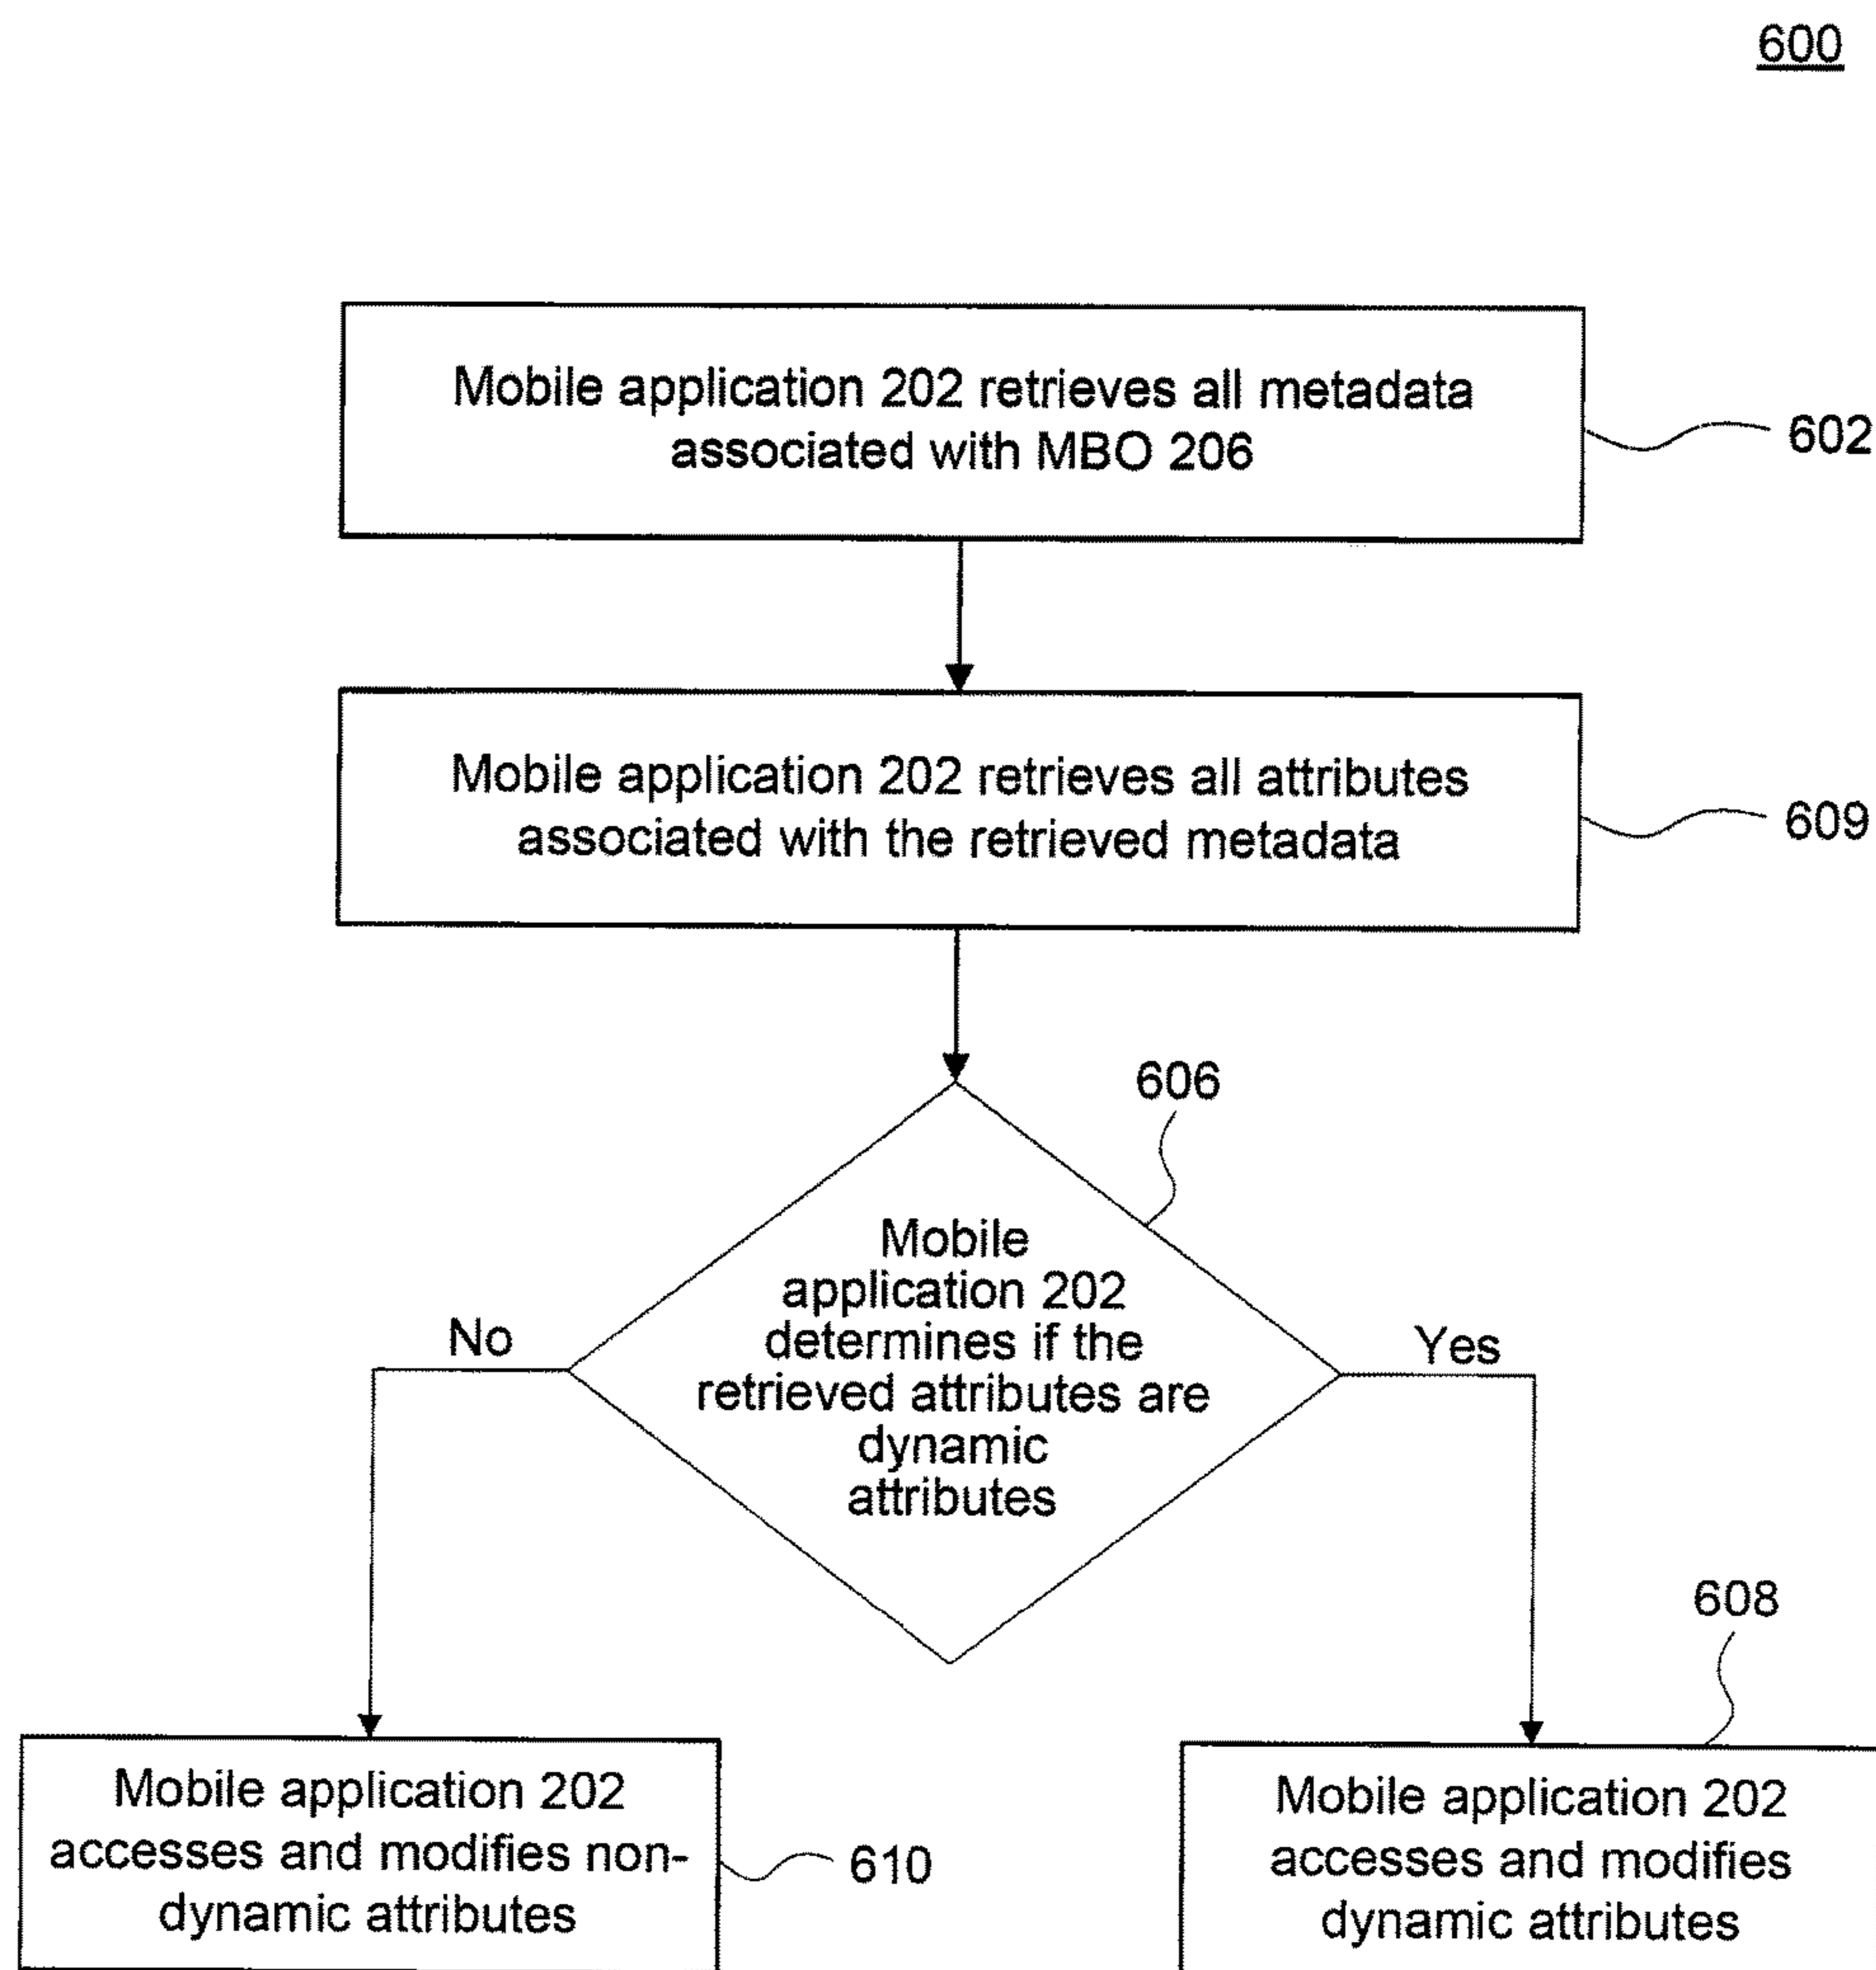 600
Mobile application 202 retrieves all metadata
associated with MBO 206
602
Mobile application 202 retrieves all attributes
associated with the retrieved metadata
609
606
Mobile
application 202
determines if the
retrieved attributes are
dynamic
attributes
No
Yes
608
Mobile application 202
accesses and modifies non-
dynamic attributes
610
Mobile application 202
accesses and modifies
dynamic attributes